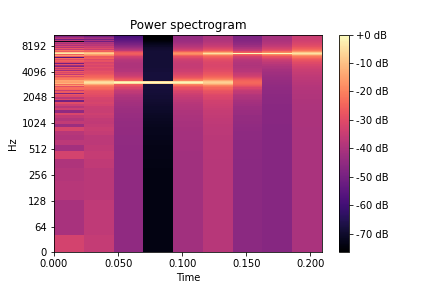 Power spectrogram
Hz
8192
4096
2048
1024
512
256
128
64
0
0.000 0.050 0.100 0.150 0.200
Time
+0 dB
-10 dB
-20 dB
-30 dB
-40 dB
-50 dB
-60 dB
-70 dB